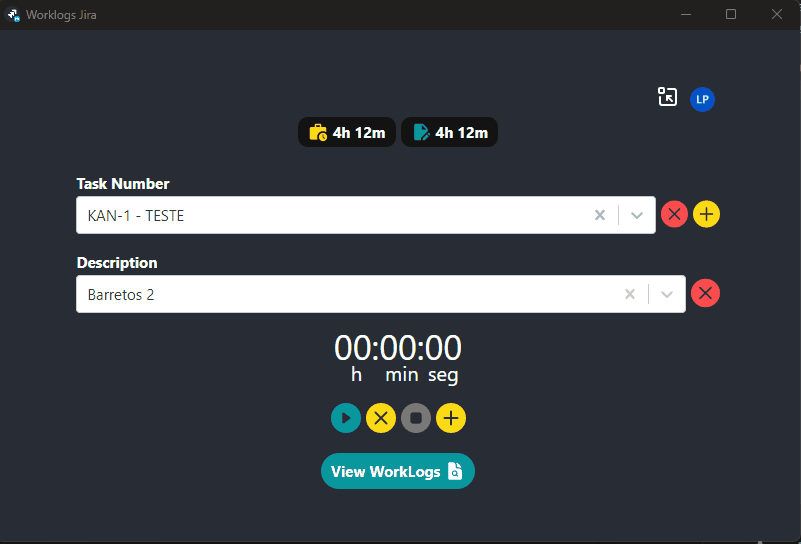 Worklogs Jira
LP
4h 12m 4h 12m
Task Number
KAN-1 - TESTE
Description
Barretos 2
00:00:00
h min seg
View WorkLogs